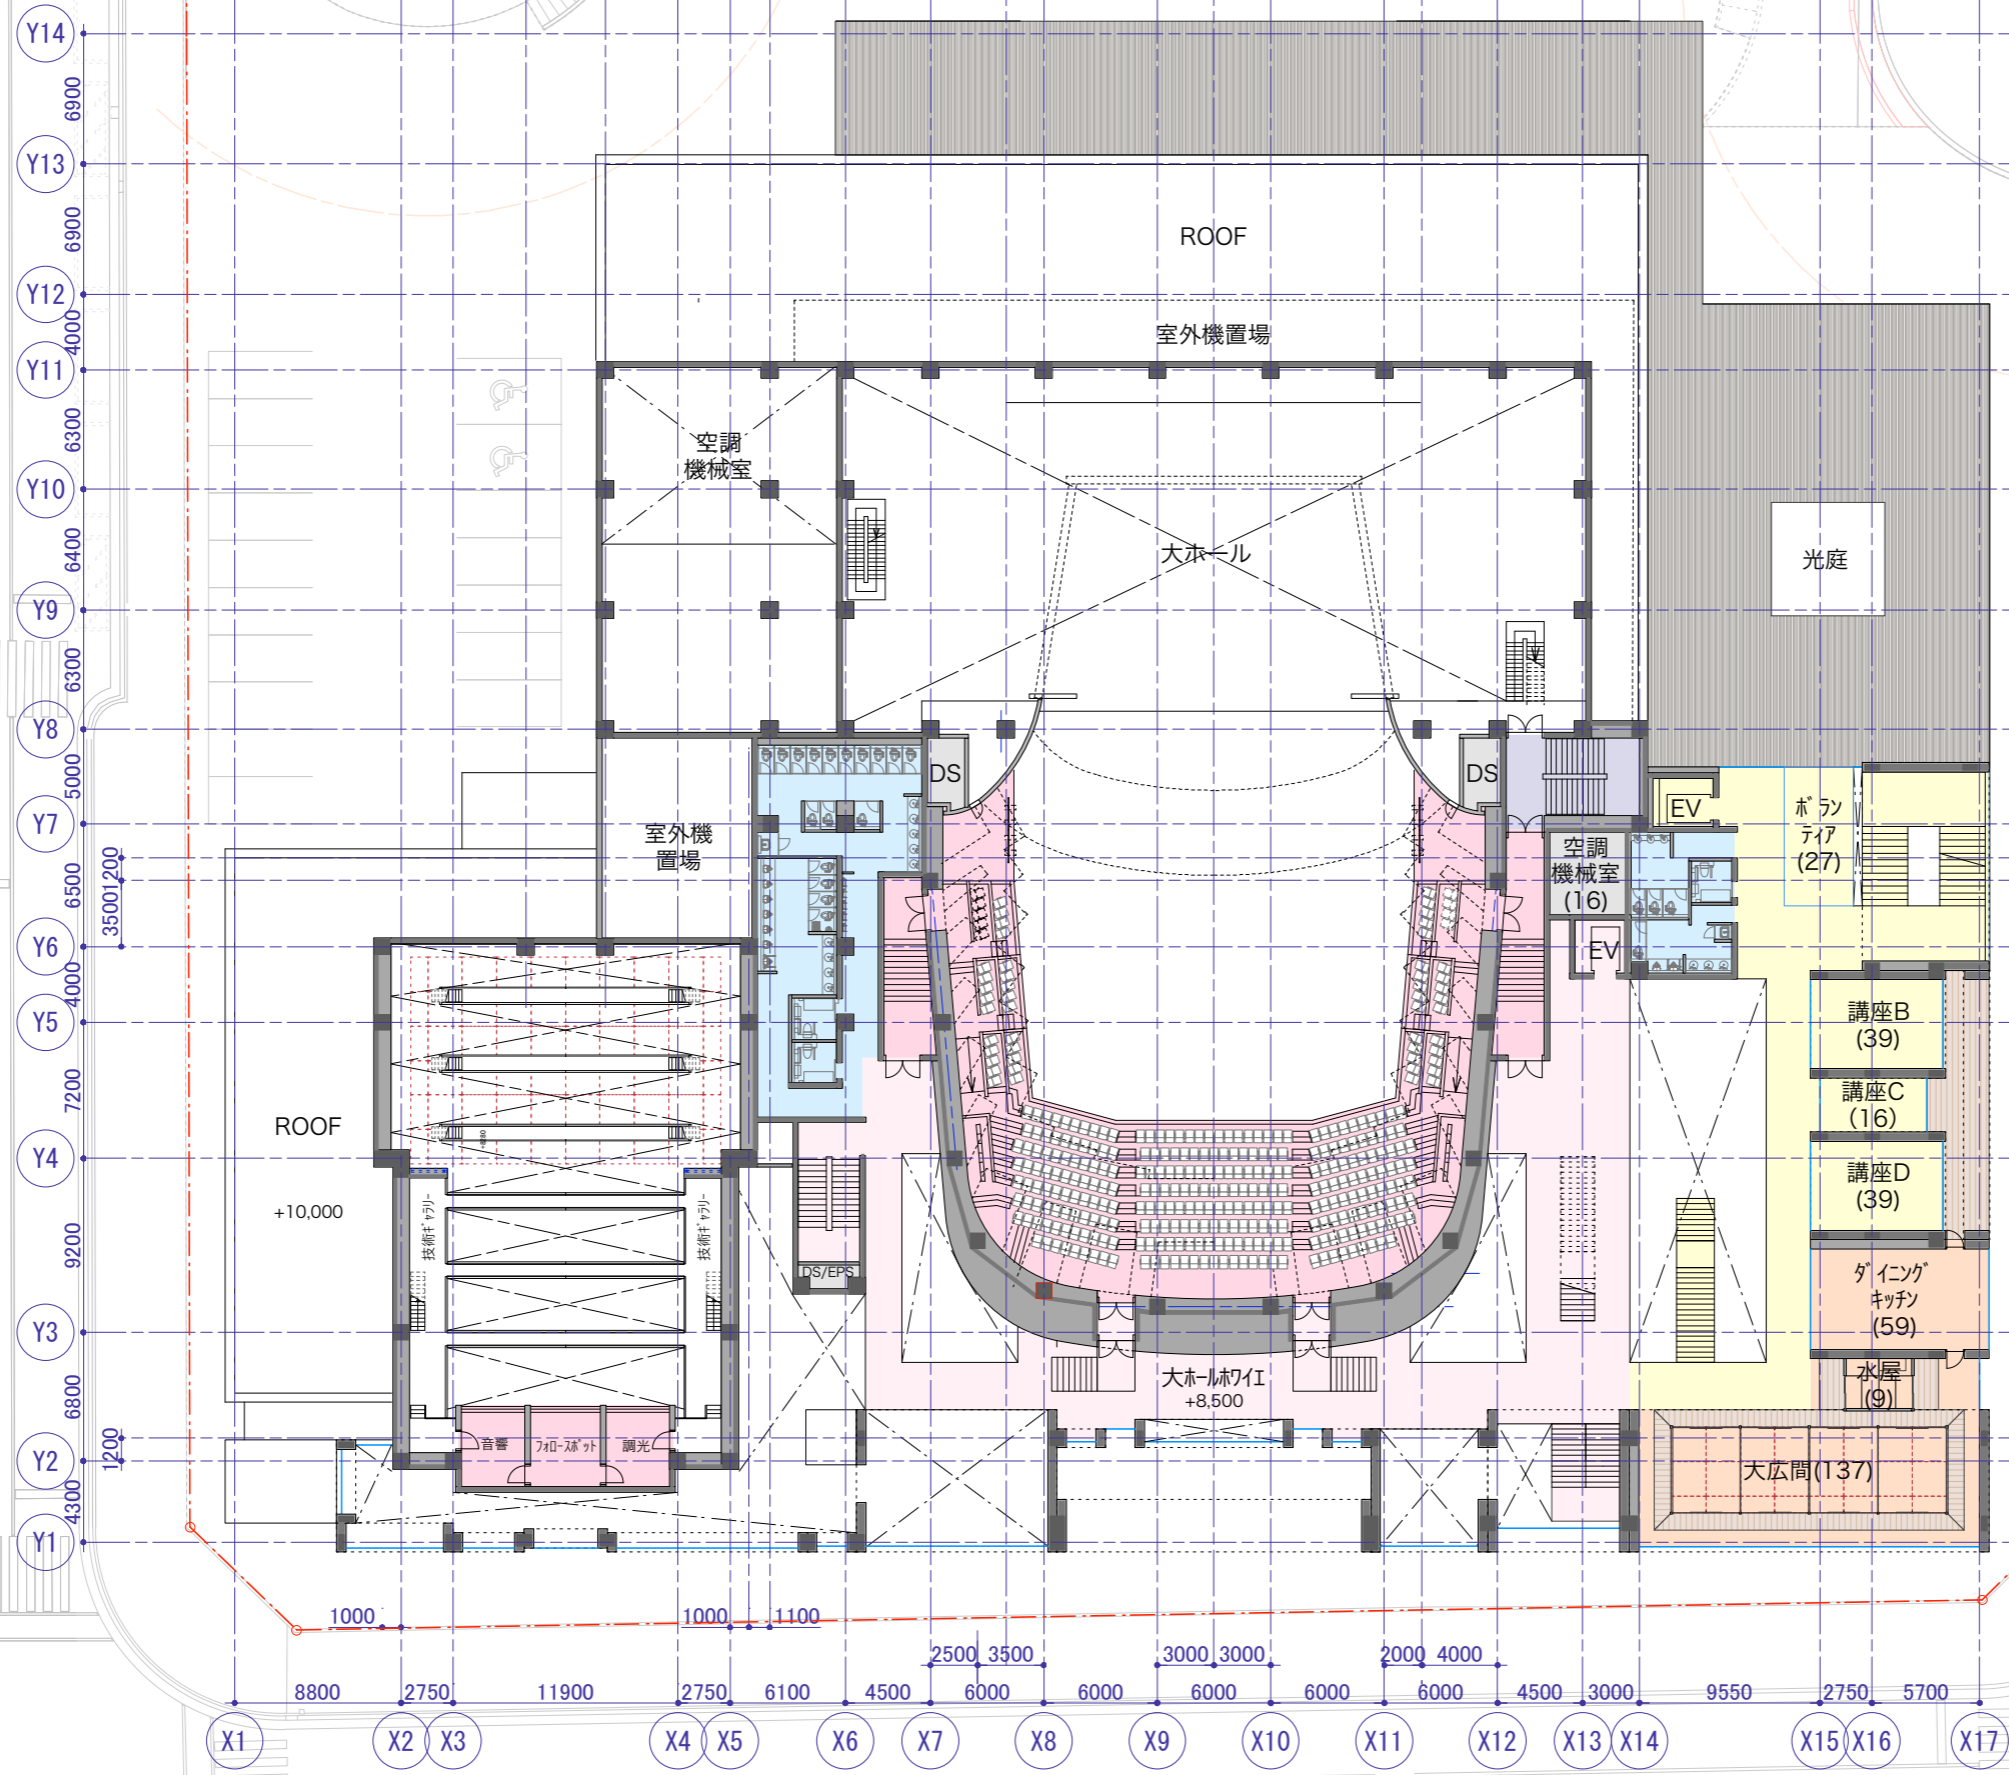 Y14
6900
Y13
6900
ROOF
Y12
4000
室外機置場
Y11
6300
空調
機械室
Y10
6400
大ホール
光庭
Y9
6300
Y8
5000
DS
DS
EV
ボラン
ティア
(27)
Y7
室外機
置場
空調
機械室
(16)
1200
6500
3500
Y6
EV
4000
Y5
講座B
(39)
7200
講座C
(16)
ROOF
+8280
Y4
講座D
(39)
+10,000
技術ギャラリー
技術ギャラリー
9200
DS/EPS
ダイニング
キッチン
(59)
Y3
大ホールホワイエ
+8,500
水屋
(9)
6800
音響
フォロースポット
調光
1200
Y2
大広間(137)
4300
Y1
1000
1000
1100
2500
3500
3000
3000
2000
4000
8800
2750
11900
2750
6100
4500
6000
6000
6000
6000
6000
4500
3000
9550
2750
5700
X1
X2
X3
X4
X5
X6
X7
X8
X9
X10
X11
X12
X13
X14
X15
X16
X17